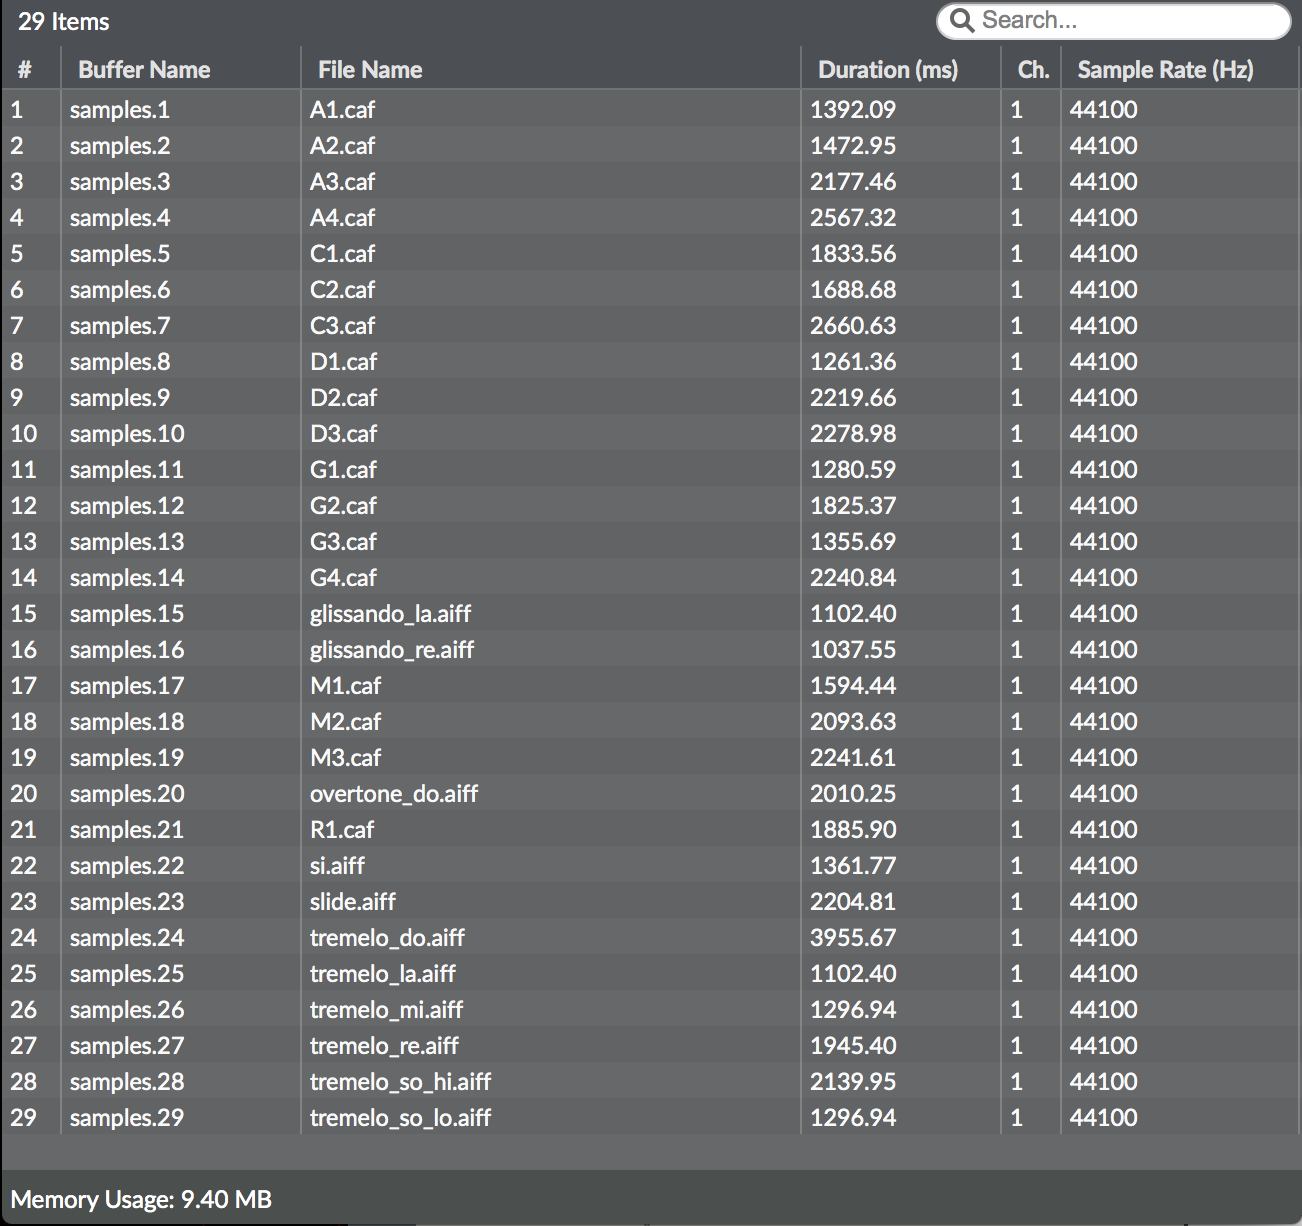 29 Items Search...
# Buffer Name File Name Duration (ms) Ch. Sample Rate (Hz)
1 samples.1 A1.caf 1392.09 1 44100
2 samples.2 A2.caf 1472.95 1 44100
3 samples.3 A3.caf 2177.46 1 44100
4 samples.4 A4.caf 2567.32 1 44100
5 samples.5 C1.caf 1833.56 1 44100
6 samples.6 C2.caf 1688.68 1 44100
7 samples.7 C3.caf 2660.63 1 44100
8 samples.8 D1.caf 1261.36 1 44100
9 samples.9 D2.caf 2219.66 1 44100
10 samples.10 D3.caf 2278.98 1 44100
11 samples.11 G1.caf 1280.59 1 44100
12 samples.12 G2.caf 1825.37 1 44100
13 samples.13 G3.caf 1355.69 1 44100
14 samples.14 G4.caf 2240.84 1 44100
15 samples.15 glissando_la.aiff 1102.40 1 44100
16 samples.16 glissando_re.aiff 1037.55 1 44100
17 samples.17 M1.caf 1594.44 1 44100
18 samples.18 M2.caf 2093.63 1 44100
19 samples.19 M3.caf 2241.61 1 44100
20 samples.20 overtone_do.aiff 2010.25 1 44100
21 samples.21 R1.caf 1885.90 1 44100
22 samples.22 si.aiff 1361.77 1 44100
23 samples.23 slide.aiff 2204.81 1 44100
24 samples.24 tremelo_do.aiff 3955.67 1 44100
25 samples.25 tremelo_la.aiff 1102.40 1 44100
26 samples.26 tremelo_mi.aiff 1296.94 1 44100
27 samples.27 tremelo_re.aiff 1945.40 1 44100
28 samples.28 tremelo_so_hi.aiff 2139.95 1 44100
29 samples.29 tremelo_so_lo.aiff 1296.94 1 44100
Memory Usage: 9.40 MB